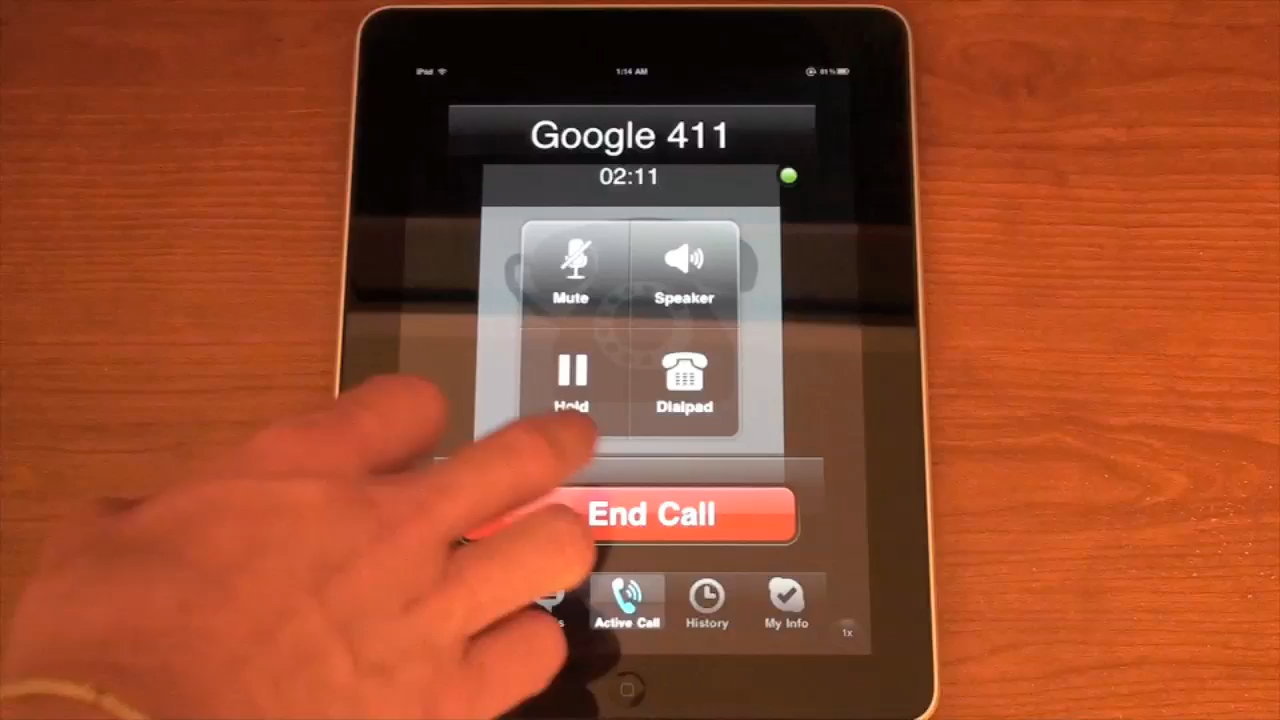 iPad 1:14 AM 81%
Google 411
02:11
Mute Speaker
Hold Dialpad
End Call
Active Call History My Info
1x